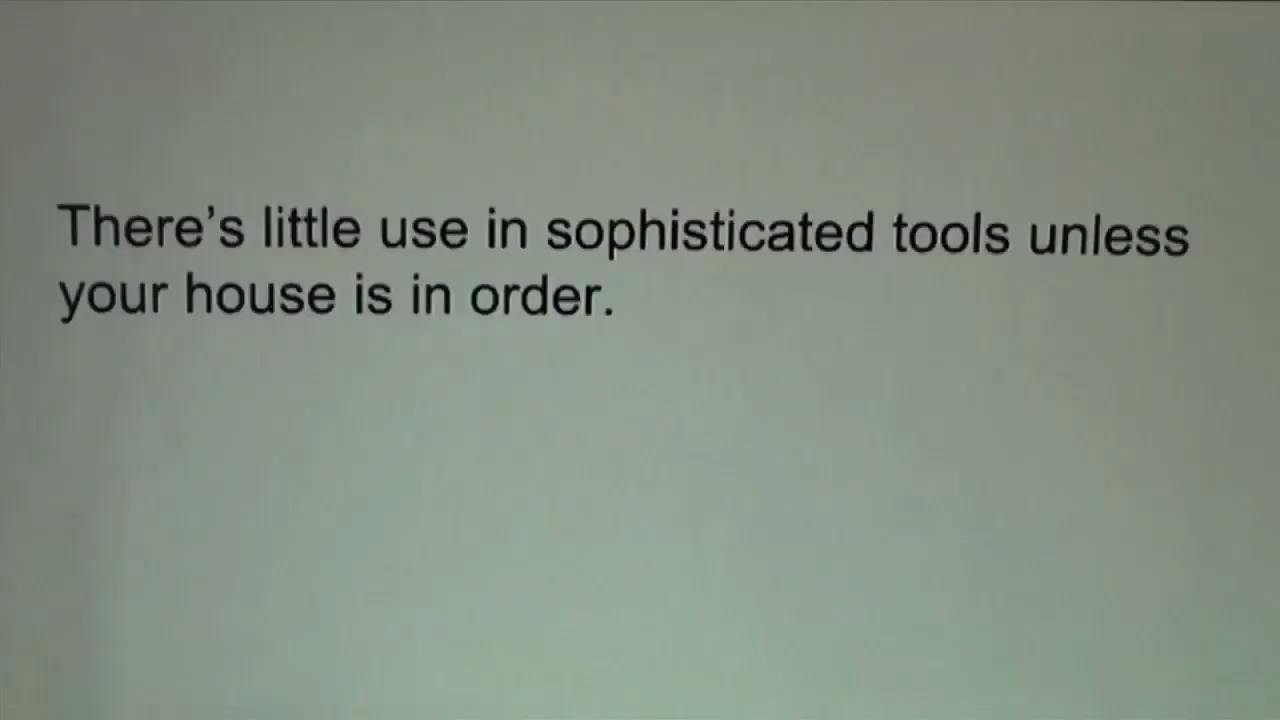 There’s little use in sophisticated tools unless
your house is in order.